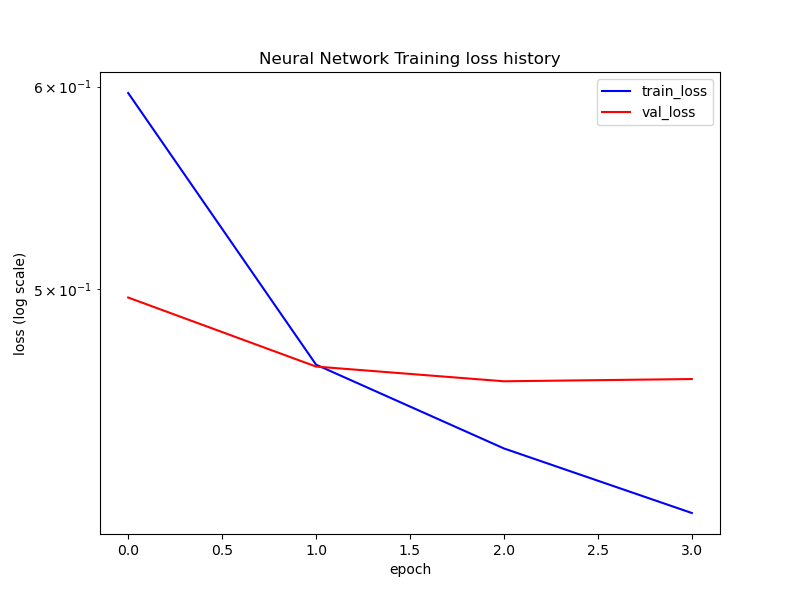 Neural Network Training loss history
6 × 10⁻¹
5 × 10⁻¹
loss (log scale)
train_loss
val_loss
0.0 0.5 1.0 1.5 2.0 2.5 3.0
epoch